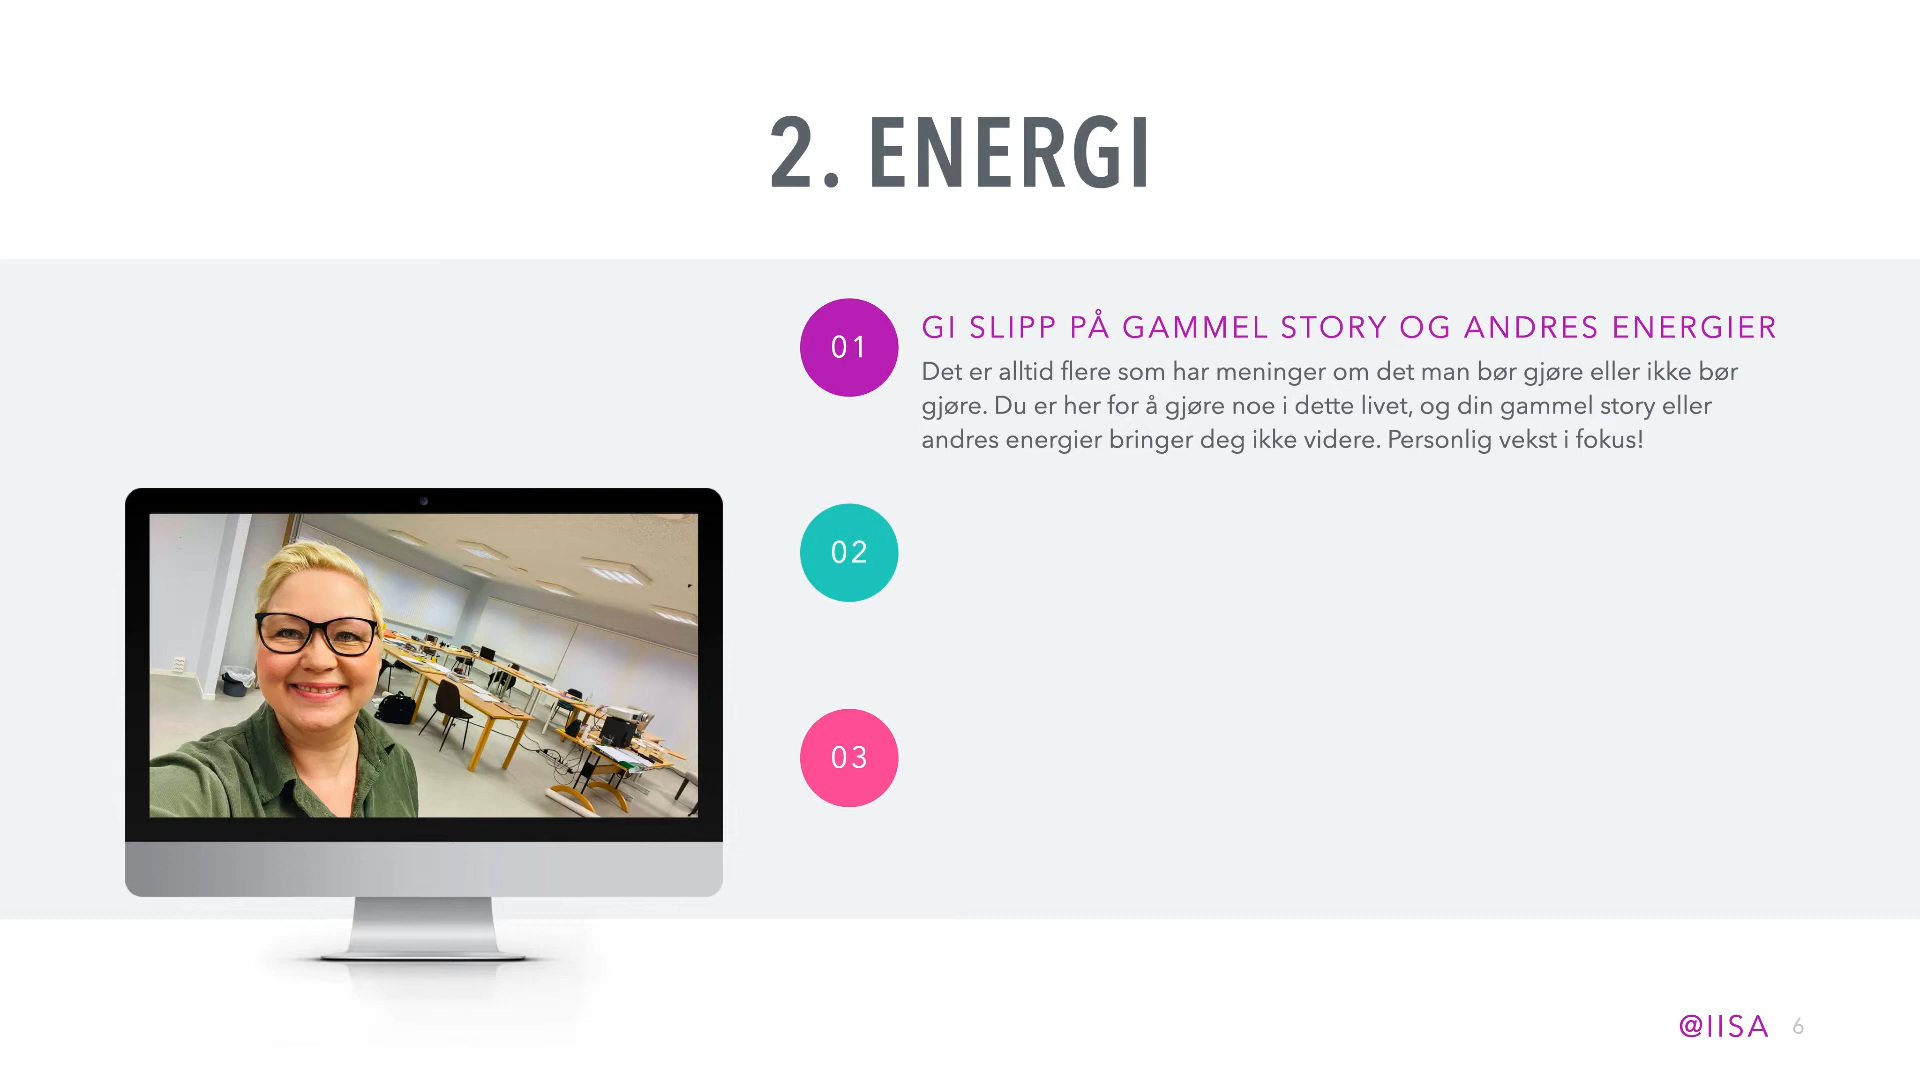 2. ENERGI
01
GI SLIPP PÅ GAMMEL STORY OG ANDRES ENERGIER
Det er alltid flere som har meninger om det man bør gjøre eller ikke bør
gjøre. Du er her for å gjøre noe i dette livet, og din gammel story eller
andres energier bringer deg ikke videre. Personlig vekst i fokus!
02
03
@IISA 6